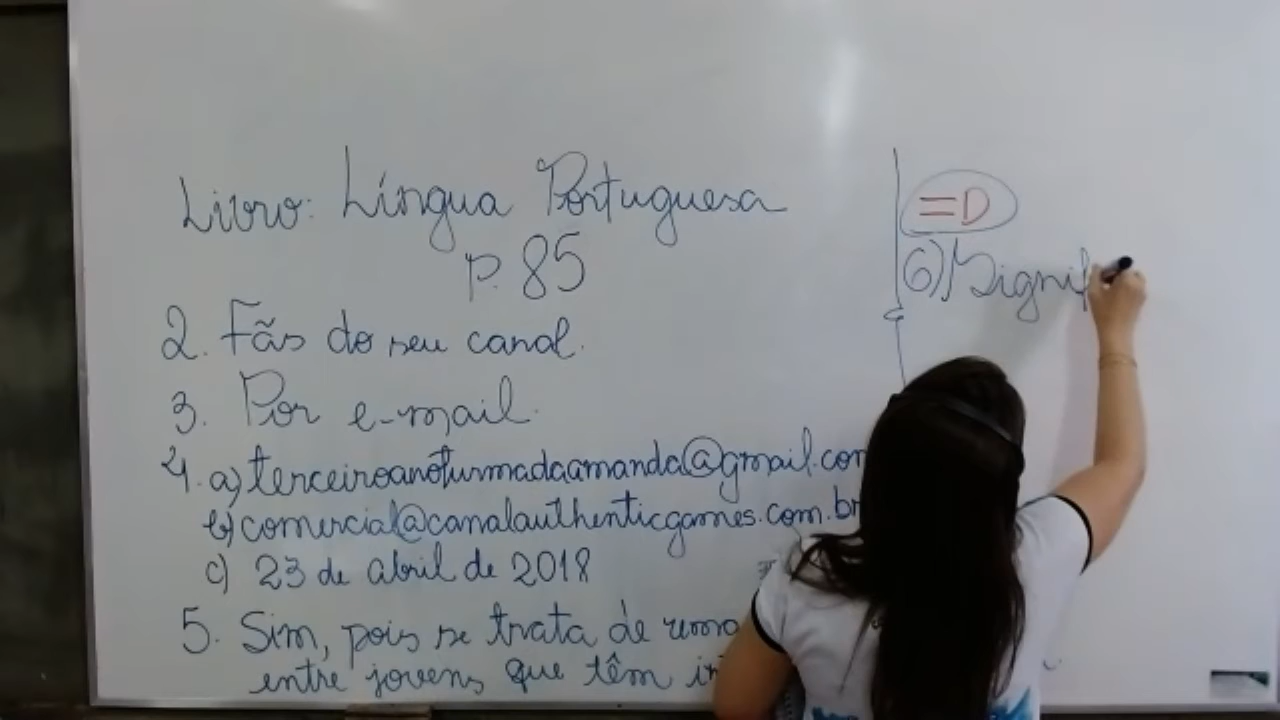 Livro: Língua Portuguesa
p. 85
2. Fãs do seu canal.
3. Por e-mail.
4. a) terceiroanoturmadaamanda@gmail.com
b) comercial@canalauthenticgames.com.br
c) 23 de abril de 2018
5. Sim, pois se trata de uma
entre jovens que têm
=D
6) Signif